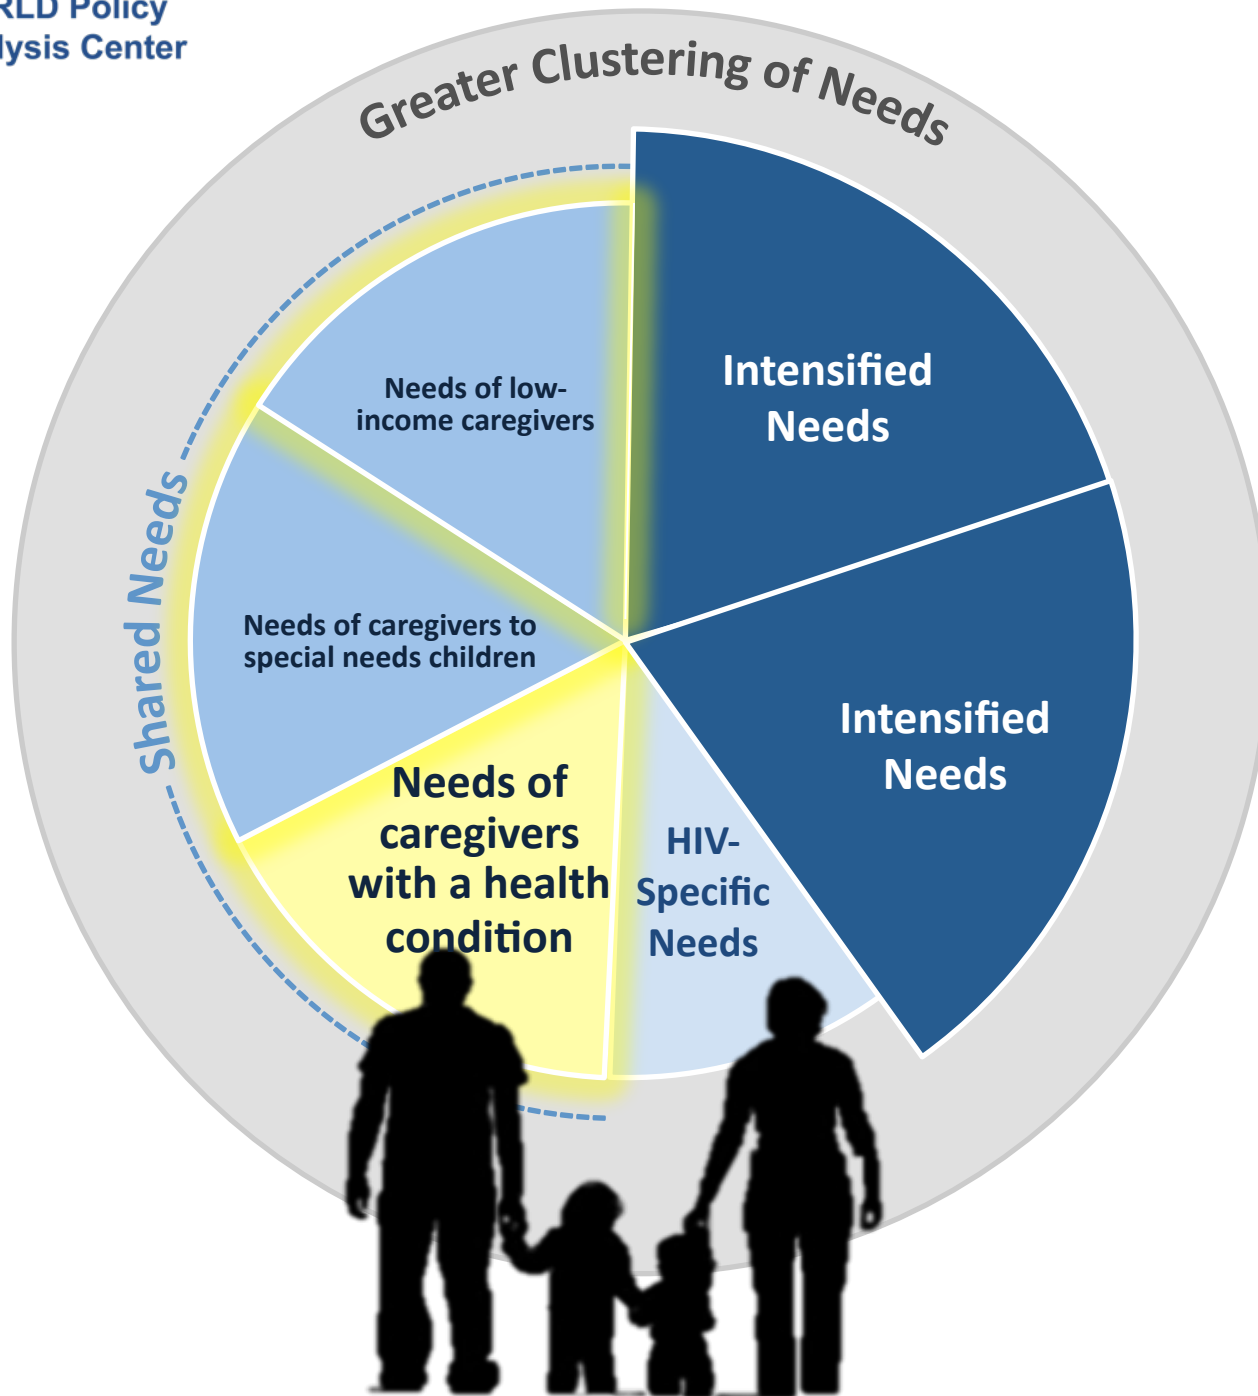 RLD Policy
lysis Center
Greater Clustering of Needs
Intensified
Needs
Needs of low-
income caregivers
Shared Needs
Needs of caregivers to
special needs children
Intensified
Needs
Needs of
caregivers
with a health
condition
HIV-
Specific
Needs